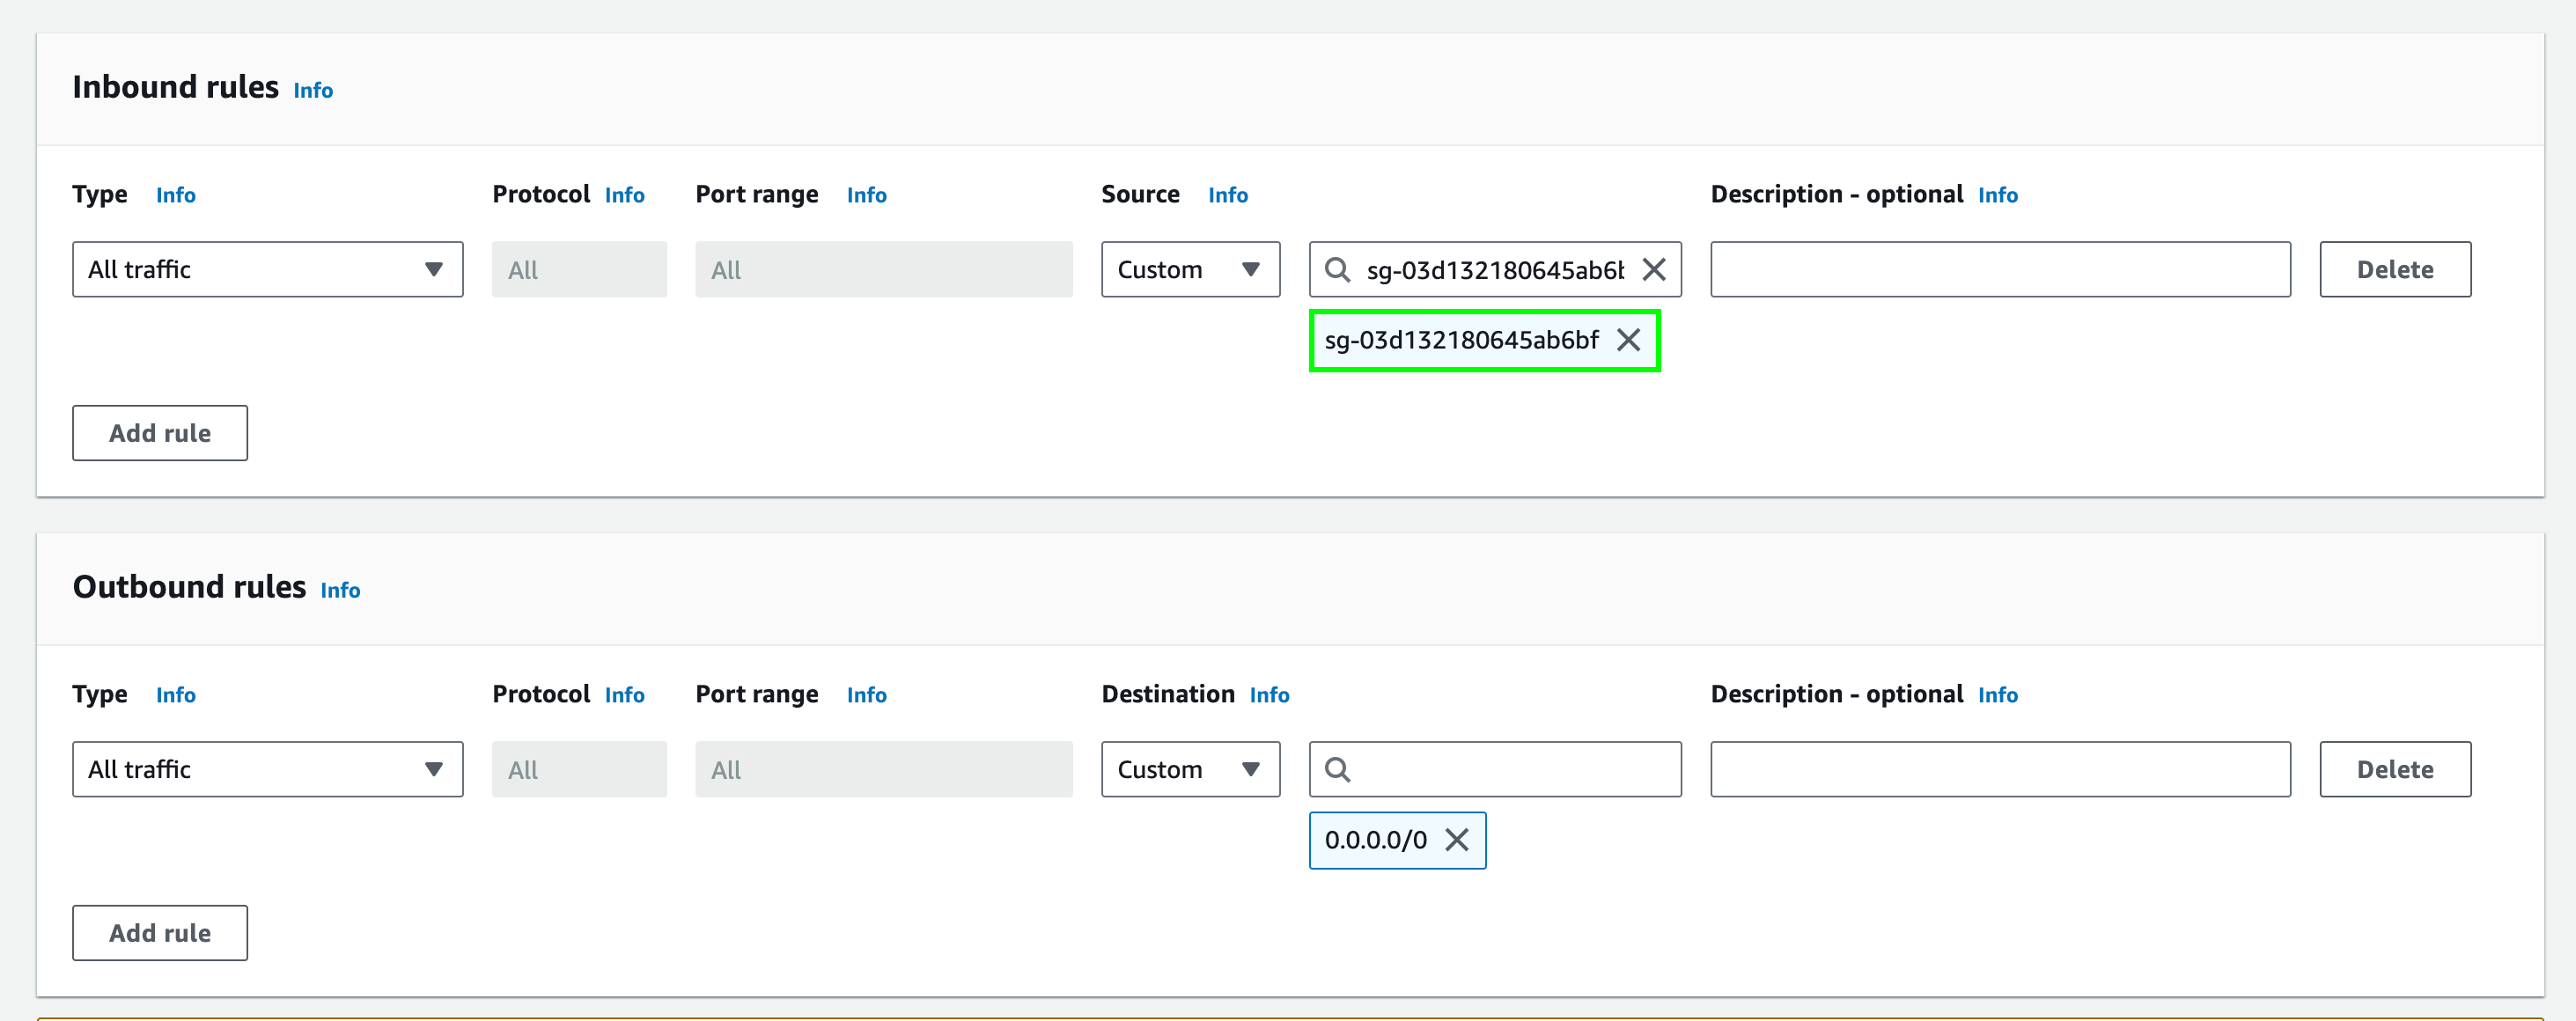 Inbound rules Info
Type Info Protocol Info Port range Info Source Info Description - optional Info
All traffic All All Custom sg-03d132180645ab6b Delete
sg-03d132180645ab6bf
Add rule
Outbound rules Info
Type Info Protocol Info Port range Info Destination Info Description - optional Info
All traffic All All Custom Delete
0.0.0.0/0
Add rule